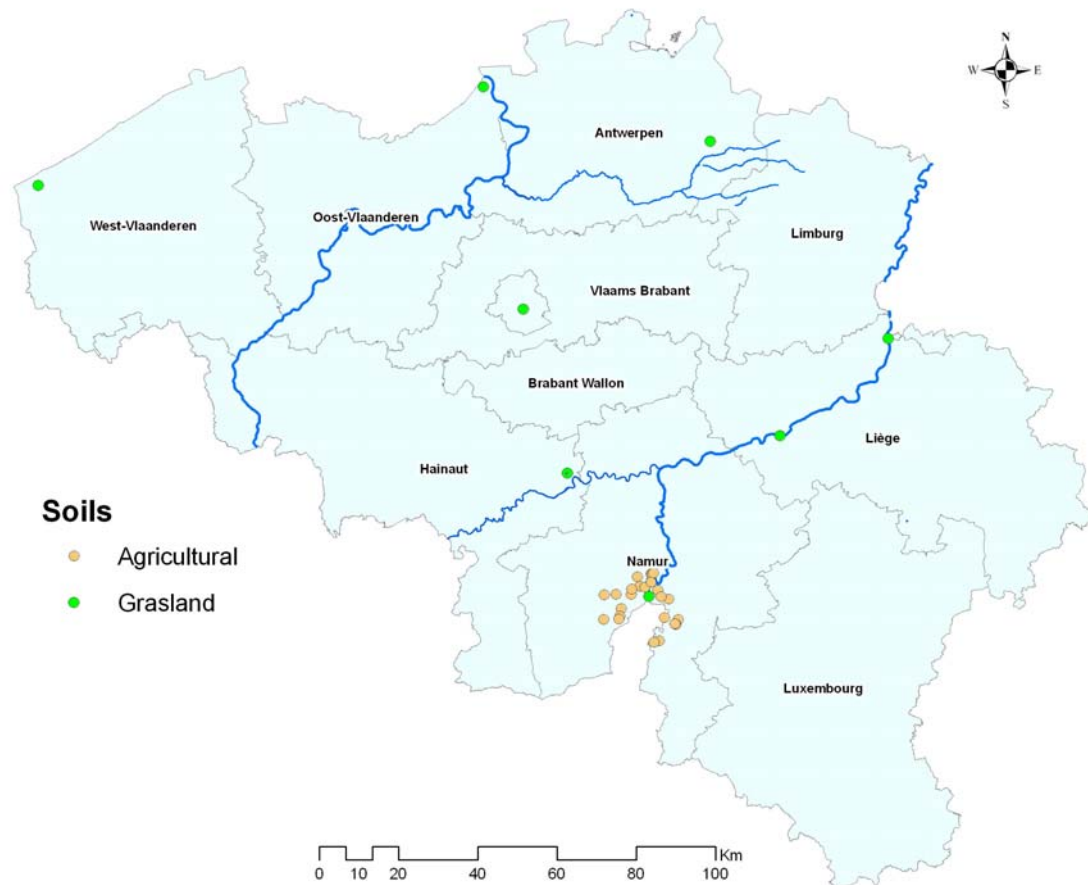 N
W E
S
Antwerpen
West-Vlaanderen
Oost-Vlaanderen
Limburg
Vlaams Brabant
Brabant Wallon
Liège
Hainaut
Soils
Agricultural
Grasland
Namur
Luxembourg
Km
0 10 20 40 60 80 100